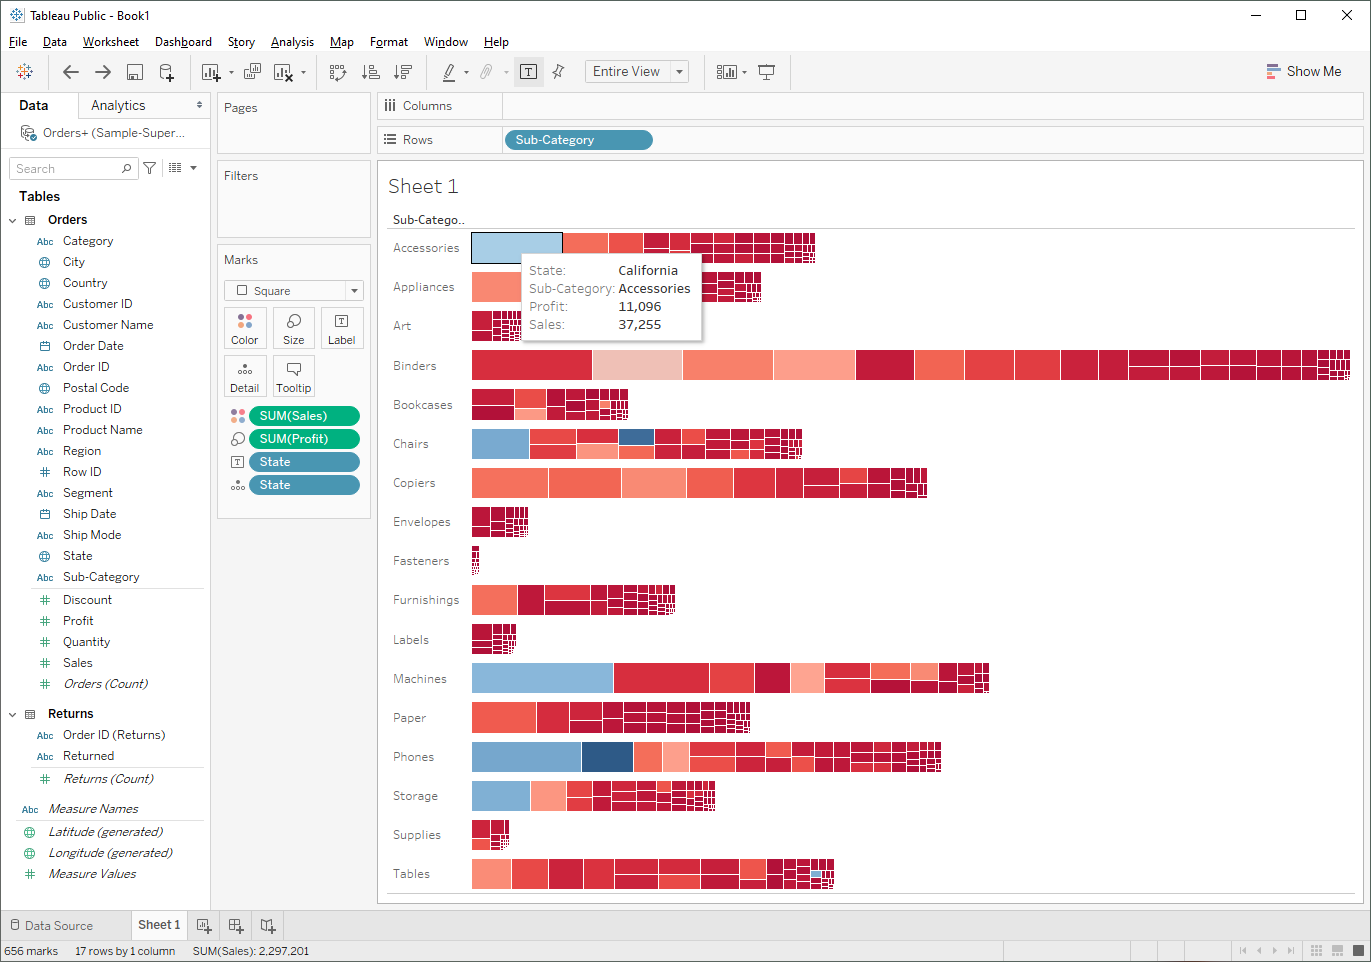 Tableau Public - Book1
File Data Worksheet Dashboard Story Analysis Map Format Window Help
T Entire View Show Me
Data Analytics
Orders+ (Sample-Super...
Search
Tables
Orders
Abc Category
City
Country
Abc Customer ID
Abc Customer Name
Order Date
Abc Order ID
Postal Code
Abc Product ID
Abc Product Name
Abc Region
# Row ID
Abc Segment
Ship Date
Abc Ship Mode
State
Abc Sub-Category
# Discount
# Profit
# Quantity
# Sales
# Orders (Count)
Returns
Abc Order ID (Returns)
Abc Returned
# Returns (Count)
Abc Measure Names
Latitude (generated)
Longitude (generated)
# Measure Values
Pages
Filters
Marks
Square
Color Size T Label
Detail Tooltip
SUM(Sales)
SUM(Profit)
T State
State
Columns
Rows Sub-Category
Sheet 1
Sub-Catego..
Accessories
Appliances
Art
Binders
Bookcases
Chairs
Copiers
Envelopes
Fasteners
Furnishings
Labels
Machines
Paper
Phones
Storage
Supplies
Tables
State: California
Sub-Category: Accessories
Profit: 11,096
Sales: 37,255
Data Source Sheet 1
656 marks 17 rows by 1 column SUM(Sales): 2,297,201